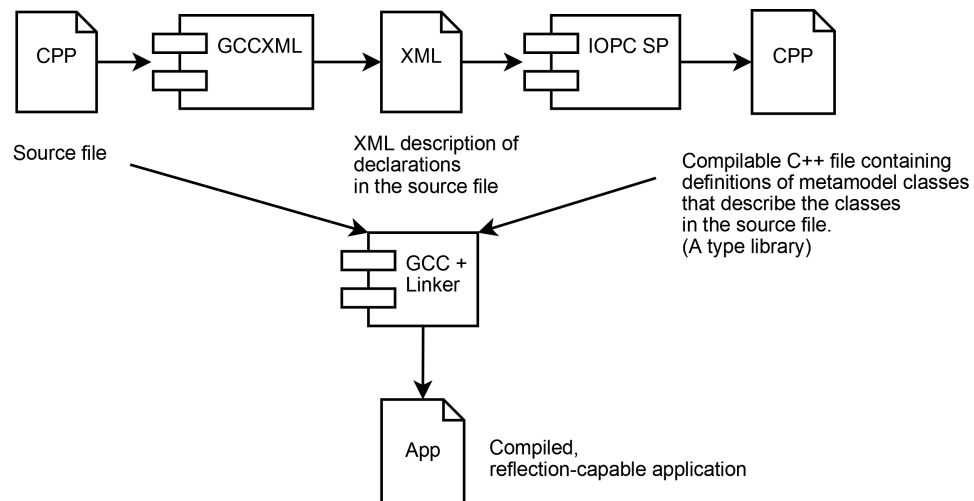 CPP
GCCXML
XML
IOPC SP
CPP
Source file
XML description of
declarations
in the source file
Compilable C++ file containing
definitions of metamodel classes
that describe the classes
in the source file.
(A type library)
GCC +
Linker
App
Compiled,
reflection-capable application